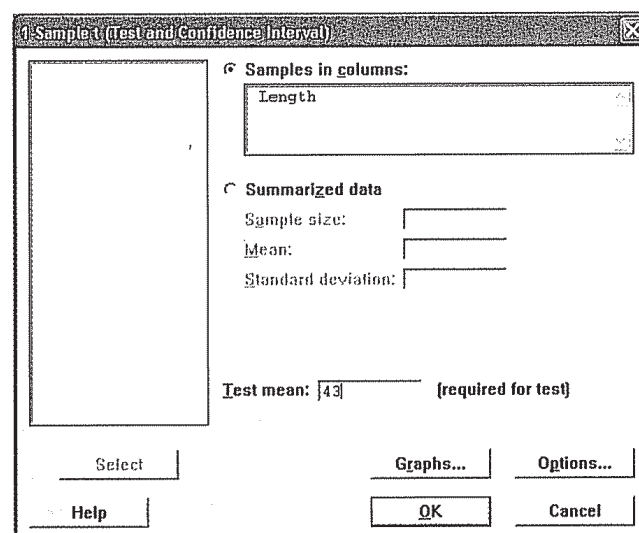 1-Sample t (Test and Confidence Interval)
Samples in columns:
Length
Summarized data
Sample size:
Mean:
Standard deviation:
Test mean: 43 (required for test)
Select
Graphs... Options...
Help OK Cancel